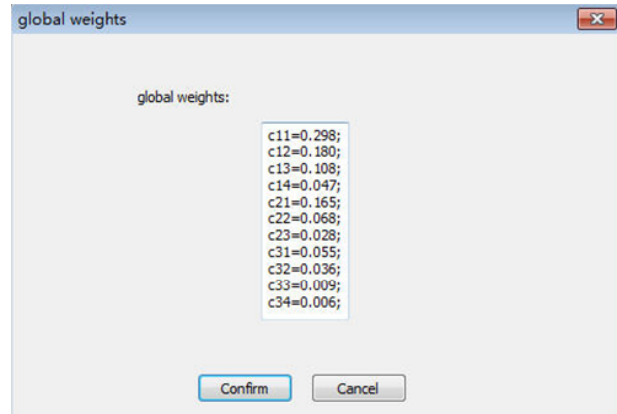 global weights
global weights:
c11=0.298;
c12=0.180;
c13=0.108;
c14=0.047;
c21=0.165;
c22=0.068;
c23=0.028;
c31=0.055;
c32=0.036;
c33=0.009;
c34=0.006;
Confirm Cancel